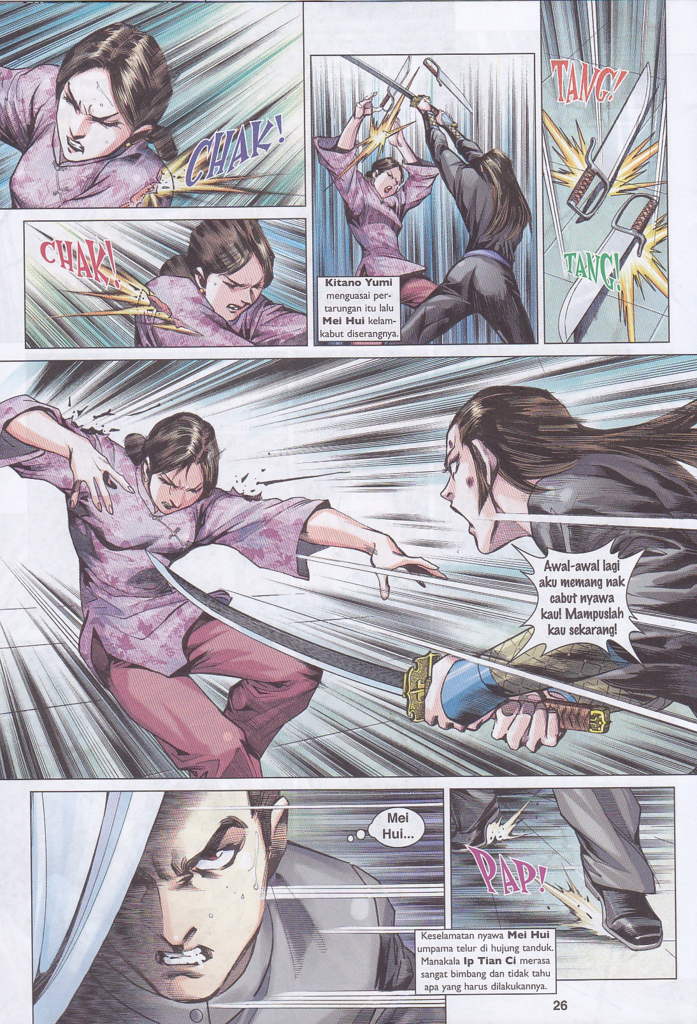 CHAK!
CHAK!
Kitano Yumi
menguasai per-
tarungan itu lalu
Mei Hui kelam-
kabut diserangnya.
TANG!
TANG!
Awal-awal lagi
aku memang nak
cabut nyawa
kau! Mampuslah
kau sekarang!
Mei
Hui...
PAP!
Keselamatan nyawa Mei Hui
umpama telur di hujung tanduk.
Manakala Ip Tian Ci merasa
sangat bimbang dan tidak tahu
apa yang harus dilakukannya.
26